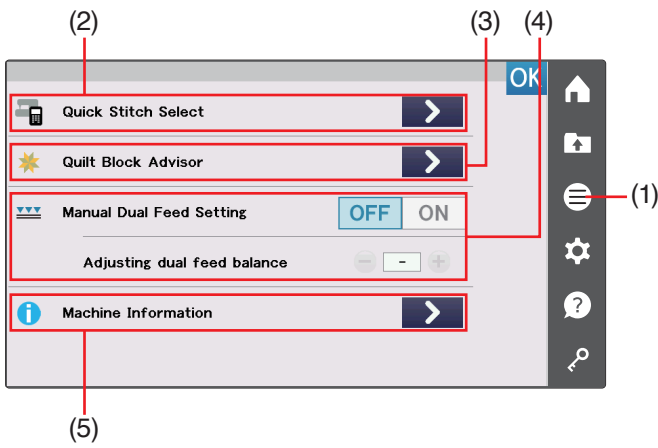 (2)
(3)
(4)
OK
Quick Stitch Select
Quilt Block Advisor
(1)
Manual Dual Feed Setting OFF ON
Adjusting dual feed balance - 
Machine Information
?
(5)